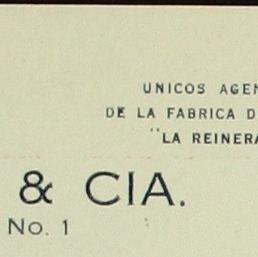 UNICOS AGEN
DE LA FABRICA D
"LA REINERA
& CIA.
No. 1